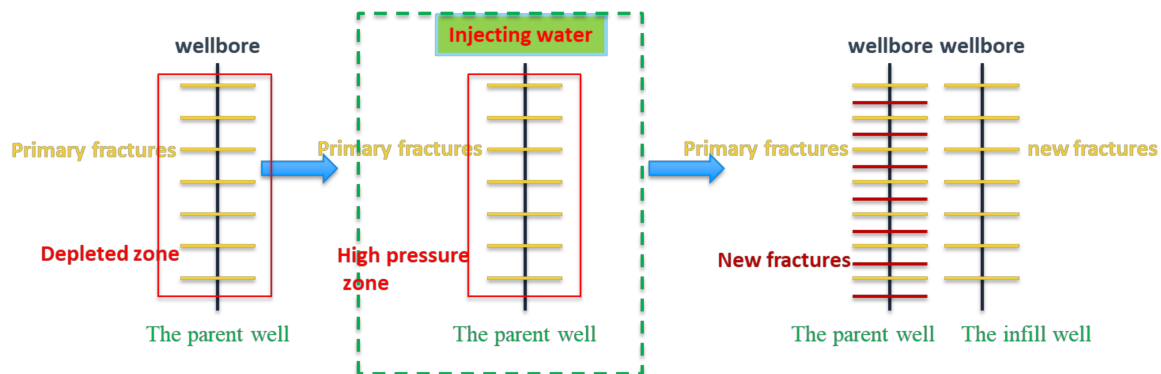 wellbore
Primary fractures
Depleted zone
The parent well
Injecting water
Primary fractures
High pressure
zone
The parent well
wellbore wellbore
Primary fractures
new fractures
New fractures
The parent well
The infill well